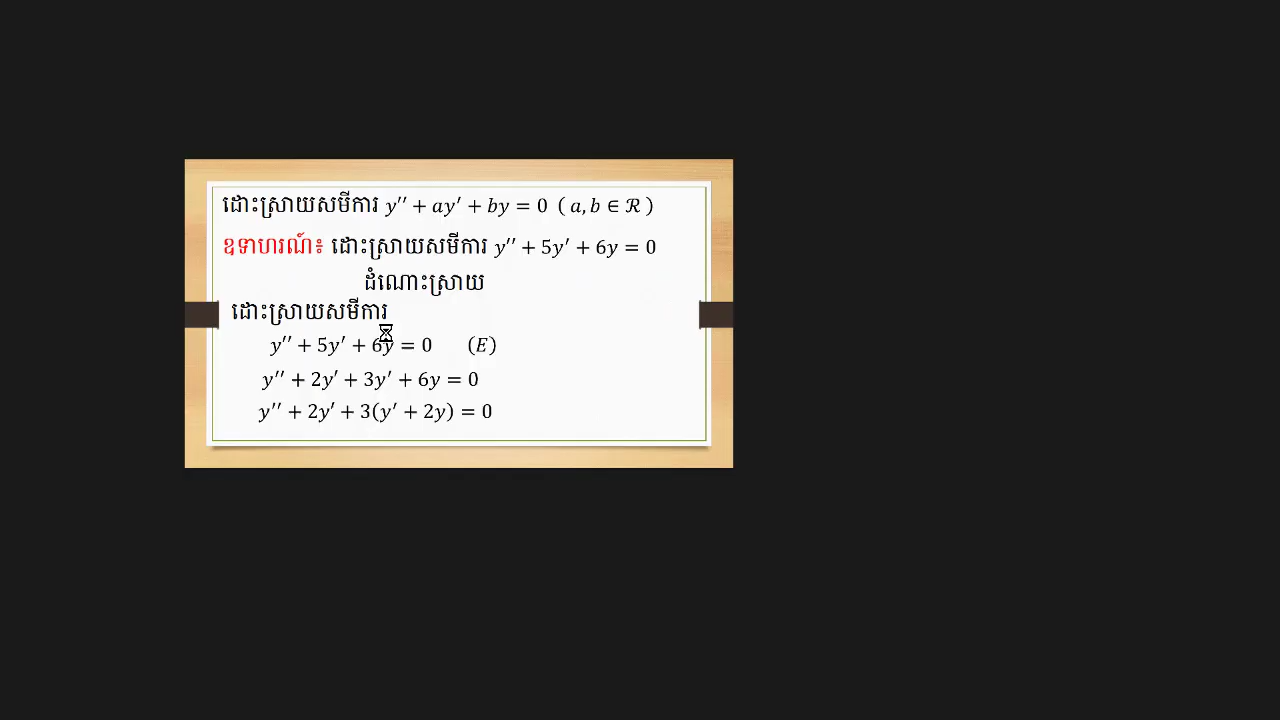 ដោះស្រាយសមីការ y′′ + ay′ + by = 0 ( a, b ∈ ℛ )
ឧទាហរណ៍៖ ដោះស្រាយសមីការ y′′ + 5y′ + 6y = 0
ដំណោះស្រាយ
ដោះស្រាយសមីការ
y′′ + 5y′ + 6y = 0 (E)
y′′ + 2y′ + 3y′ + 6y = 0
y′′ + 2y′ + 3(y′ + 2y) = 0